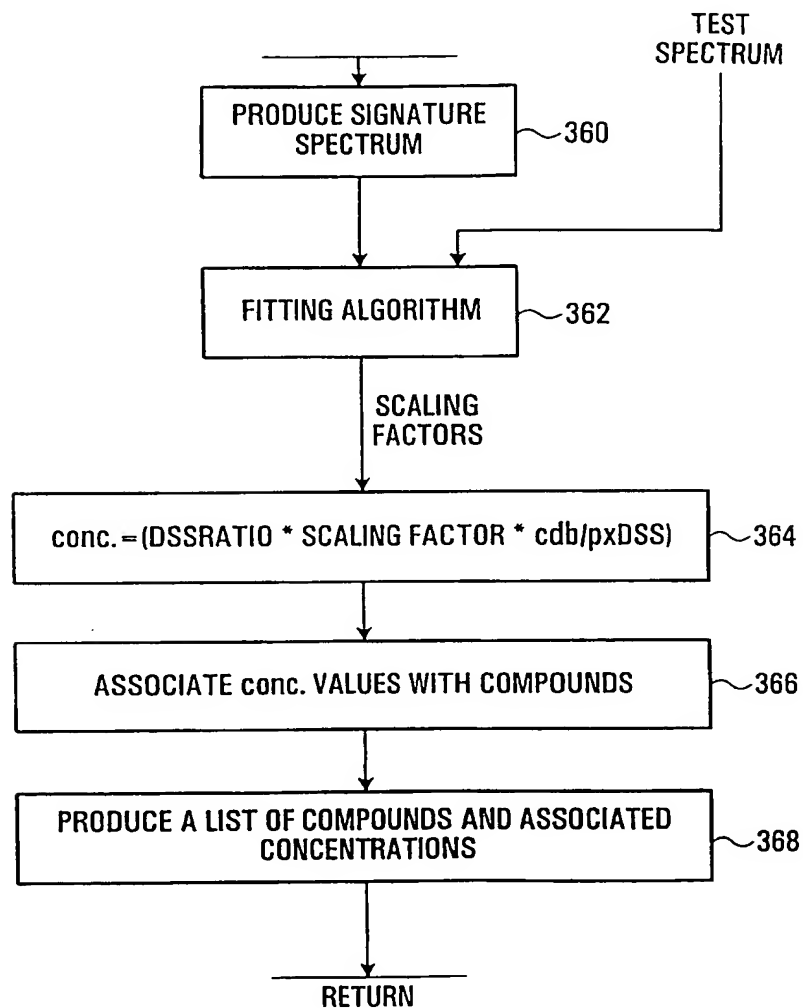 TEST
SPECTRUM
PRODUCE SIGNATURE
SPECTRUM
360
FITTING ALGORITHM
362
SCALING
FACTORS
conc.=(DSSRATIO * SCALING FACTOR * cdb/pxDSS)
364
ASSOCIATE conc. VALUES WITH COMPOUNDS
366
PRODUCE A LIST OF COMPOUNDS AND ASSOCIATED
CONCENTRATIONS
368
RETURN